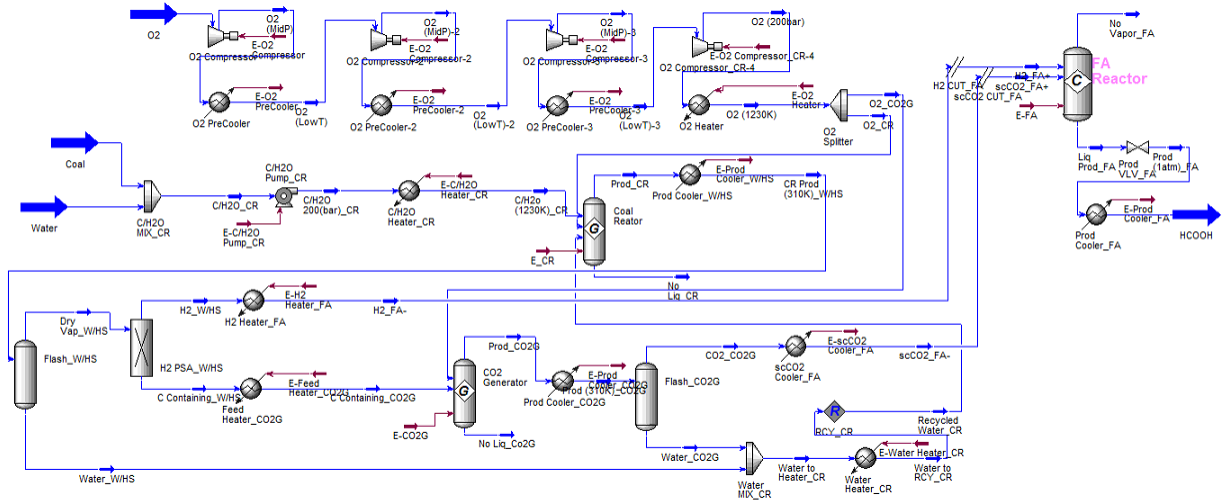 O2
O2 Compressor
E-O2
Compressor
O2
(MidP)
O2 PreCooler
E-O2
PreCooler
O2
(LowT)
O2 Compressor-2
E-O2
Compressor-2
O2
(MidP)-2
O2 PreCooler-2
E-O2
PreCooler-2
O2
(LowT)-2
E-O2
Compressor-3
O2
(MidP)-3
O2 PreCooler-3
E-O2
PreCooler-3
O2
(LowT)-3
O2 Compressor_CR-4
E-O2 Compressor_CR-4
O2 (200bar)
O2 Heater
E-O2
Heator
O2 (1230K)
O2
Splitter
O2_CO2G
O2_CR
H2 CUT_FA
scCO2 CUT_FA
H2_FA+
scCO2_FA+
No
Vapor_FA
FA
Reactor
C
E-FA
Liq
Prod_FA
Prod
VLV_FA
Prod
(1atm)_FA
Prod
Cooler_FA
E-Prod
Cooler_FA
HCOOH
Coal
Water
C/H2O
MIX_CR
C/H2O_CR
C/H2O
Pump_CR
E-C/H2O
Pump_CR
C/H2O
200(bar)_CR
C/H2O
Heater_CR
E-C/H2O
Heater_CR
C/H2o
(1230K)_CR
Prod_CR
Coal
Reator
G
E_CR
No
Liq_CR
Prod Cooler_W/HS
E-Prod
Cooler_W/HS
CR Prod
(310K)_W/HS
Flash_W/HS
Dry
Vap_W/HS
H2 PSA_W/HS
H2_W/HS
H2 Heater_FA
E-H2
Heater_FA
H2_FA-
C Containing_W/HS
Feed
Heater_CO2G
E-Feed
Heater_CO2G
C Containing_CO2G
Prod_CO2G
CO2
Generator
G
E-CO2G
No Liq_Co2G
Prod Cooler_CO2G
E-Prod
Cooler_CO2G
Prod (310K)_CO2G
Flash_CO2G
CO2_CO2G
scCO2
Cooler_FA
E-scCO2
Cooler_FA
scCO2_FA-
Water_CO2G
Water_W/HS
Water
MIX_CR
Water to
Heater_CR
Water
Heater_CR
E-Water Heater_CR
Water to
RCY_CR
R
RCY_CR
Recycled
Water_CR